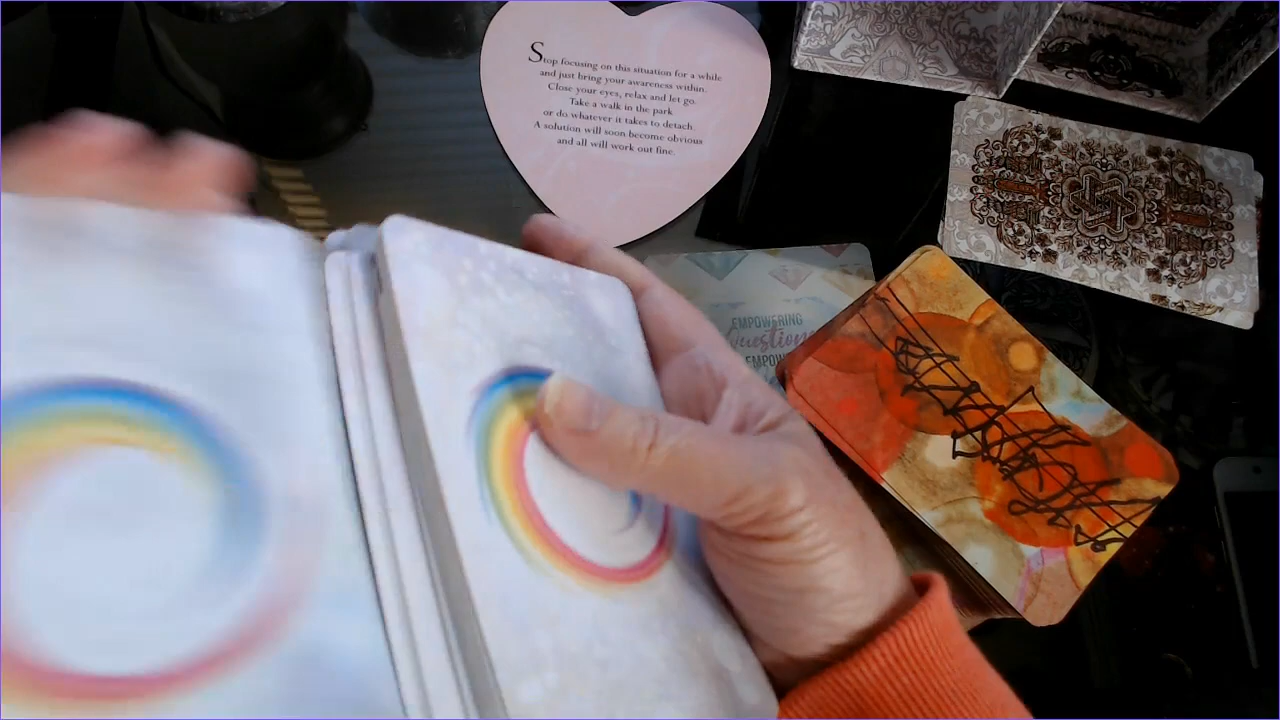 Stop focusing on this situation for a while
and just bring your awareness within.
Close your eyes, relax and let go.
Take a walk in the park
or do whatever it takes to detach.
A solution will soon become obvious
and all will work out fine.
EMPOWERING
Questions